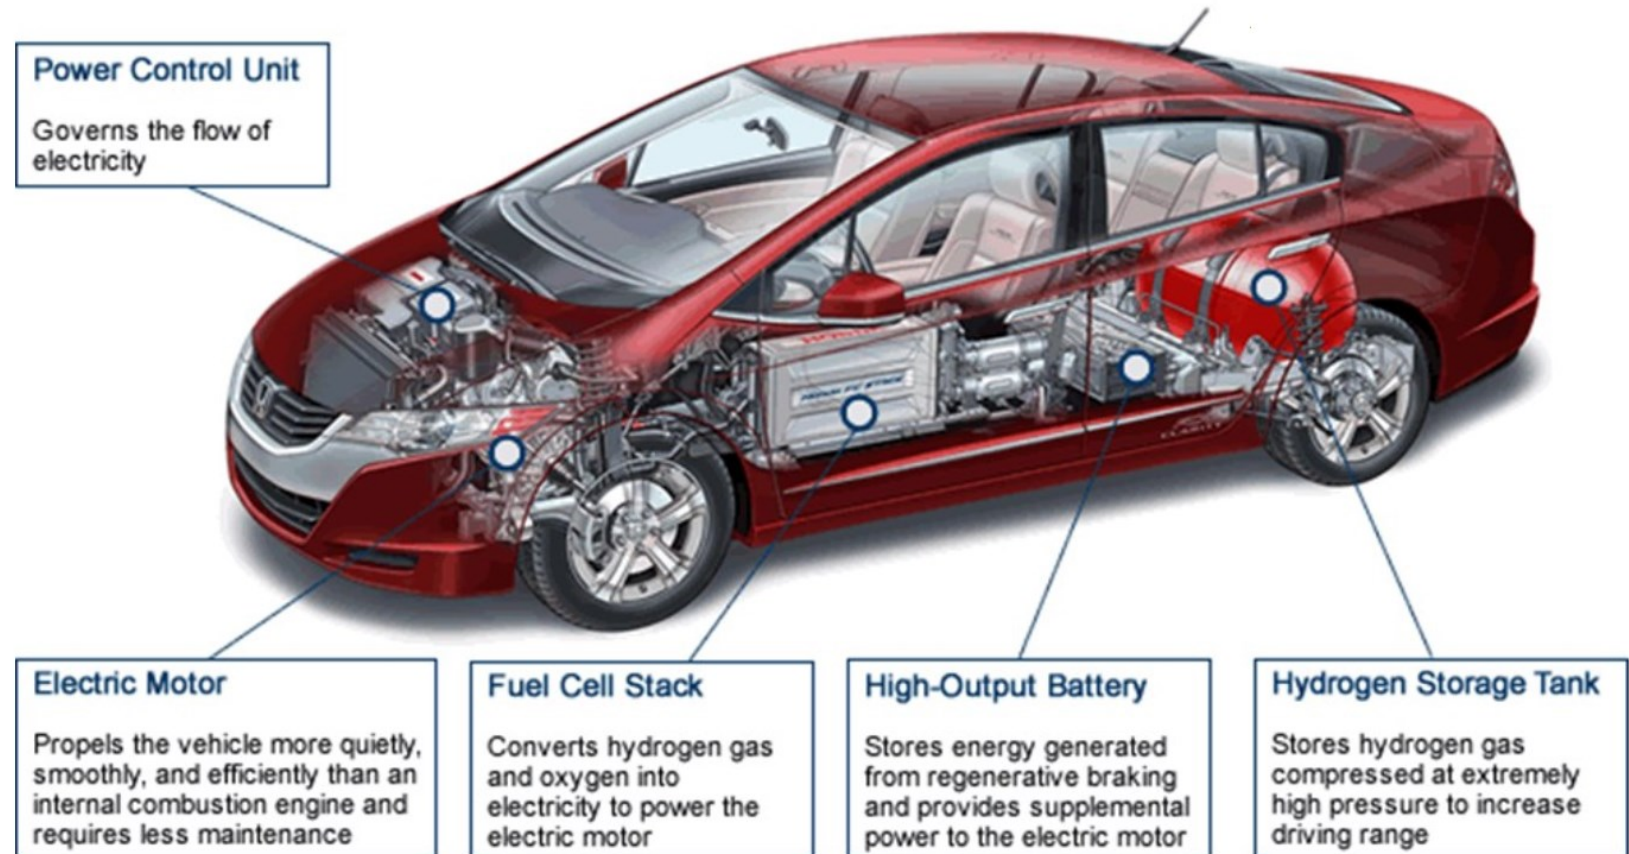 Power Control Unit
Governs the flow of
electricity
Electric Motor
Propels the vehicle more quietly,
smoothly, and efficiently than an
internal combustion engine and
requires less maintenance
Fuel Cell Stack
Converts hydrogen gas
and oxygen into
electricity to power the
electric motor
High-Output Battery
Stores energy generated
from regenerative braking
and provides supplemental
power to the electric motor
Hydrogen Storage Tank
Stores hydrogen gas
compressed at extremely
high pressure to increase
driving range
HONDA
CLARITY